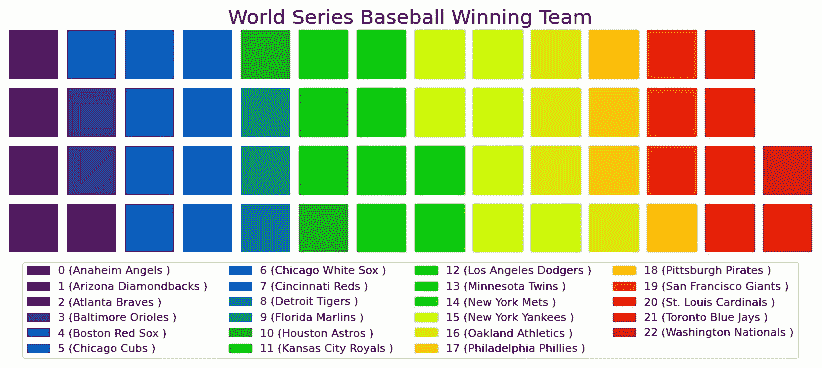 World Series Baseball Winning Team
0 (Anaheim Angels )
1 (Arizona Diamondbacks )
2 (Atlanta Braves )
3 (Baltimore Orioles )
4 (Boston Red Sox )
5 (Chicago Cubs )
6 (Chicago White Sox )
7 (Cincinnati Reds )
8 (Detroit Tigers )
9 (Florida Marlins )
10 (Houston Astros )
11 (Kansas City Royals )
12 (Los Angeles Dodgers )
13 (Minnesota Twins )
14 (New York Mets )
15 (New York Yankees )
16 (Oakland Athletics )
17 (Philadelphia Phillies )
18 (Pittsburgh Pirates )
19 (San Francisco Giants )
20 (St. Louis Cardinals )
21 (Toronto Blue Jays )
22 (Washington Nationals )